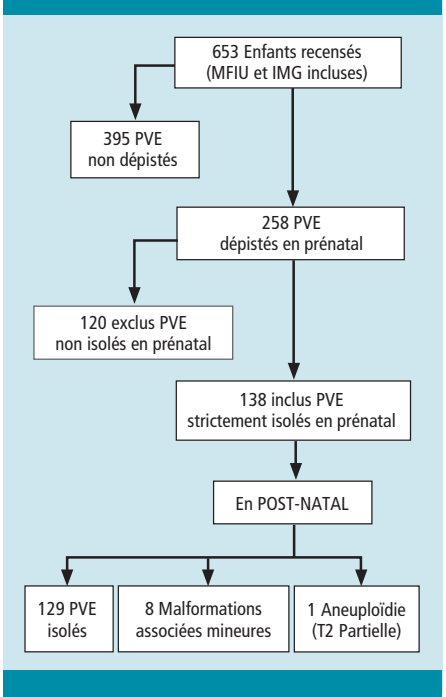 653 Enfants recensés
(MFIU et IMG incluses)
395 PVE
non dépistés
258 PVE
dépistés en prénatal
120 exclus PVE
non isolés en prénatal
138 inclus PVE
strictement isolés en prénatal
En POST-NATAL
129 PVE
isolés
8 Malformations
associées mineures
1 Aneuploïdie
(T2 Partielle)